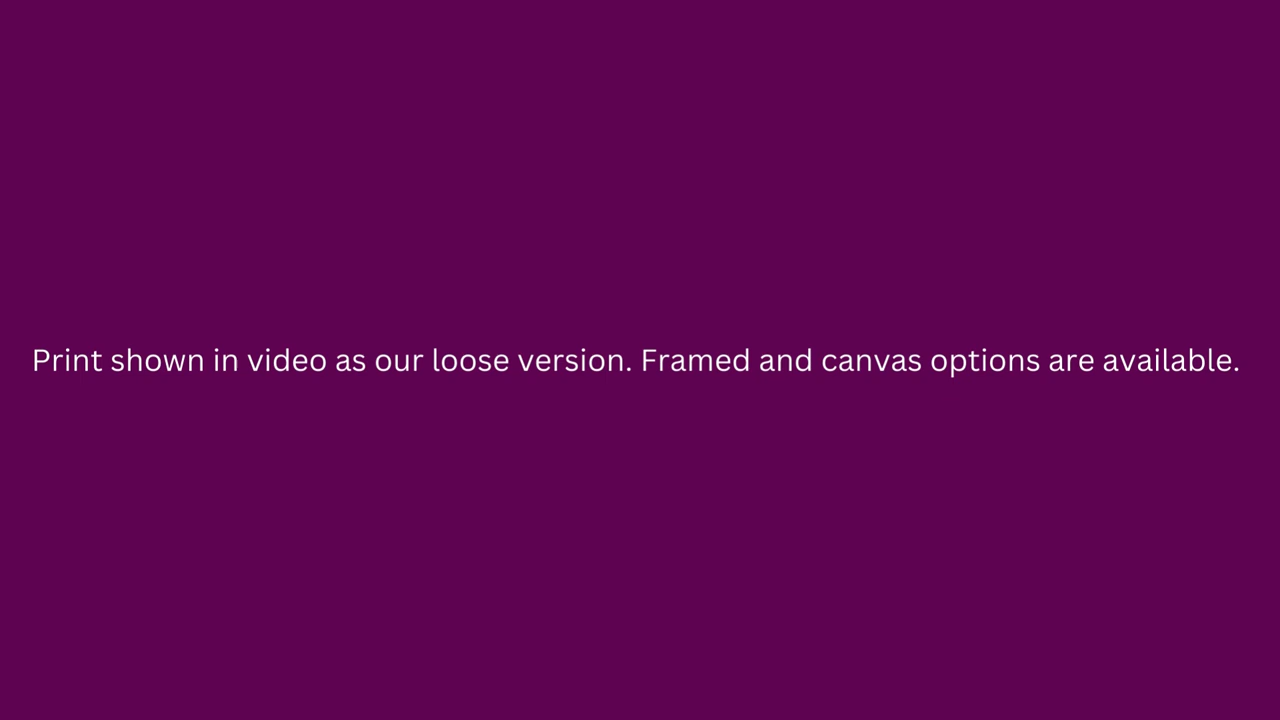 Print shown in video as our loose version. Framed and canvas options are available.